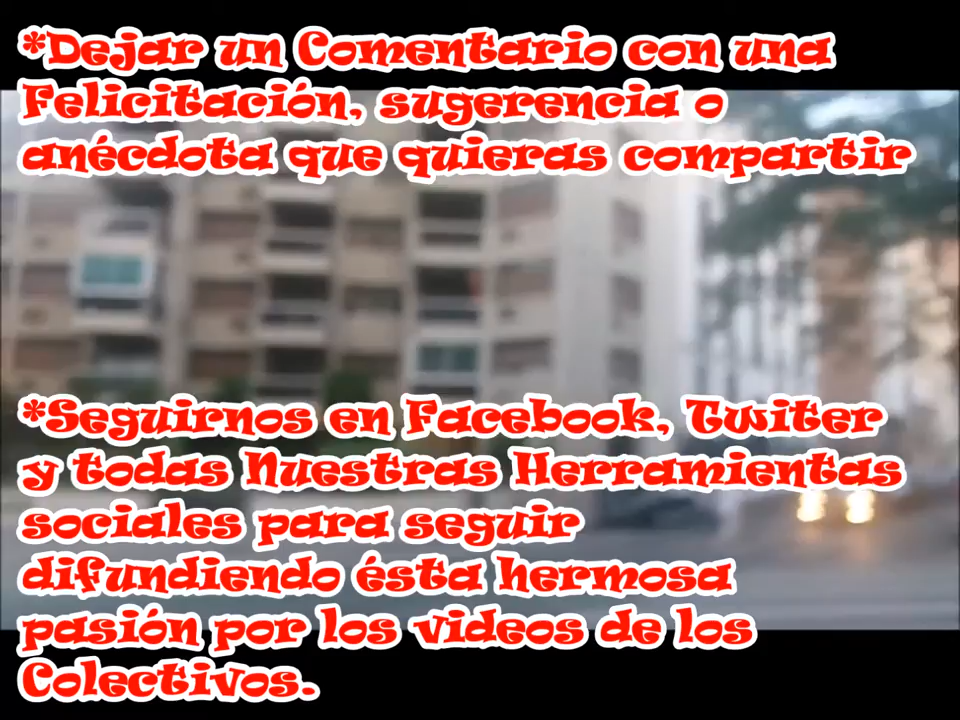 *Dejar un Comentario con una
Felicitación, sugerencia o
anécdota que quieras compartir
*Seguirnos en Facebook, Twiter
y todas Nuestras Herramientas
sociales para seguir
difundiendo ésta hermosa
pasión por los videos de los
Colectivos.